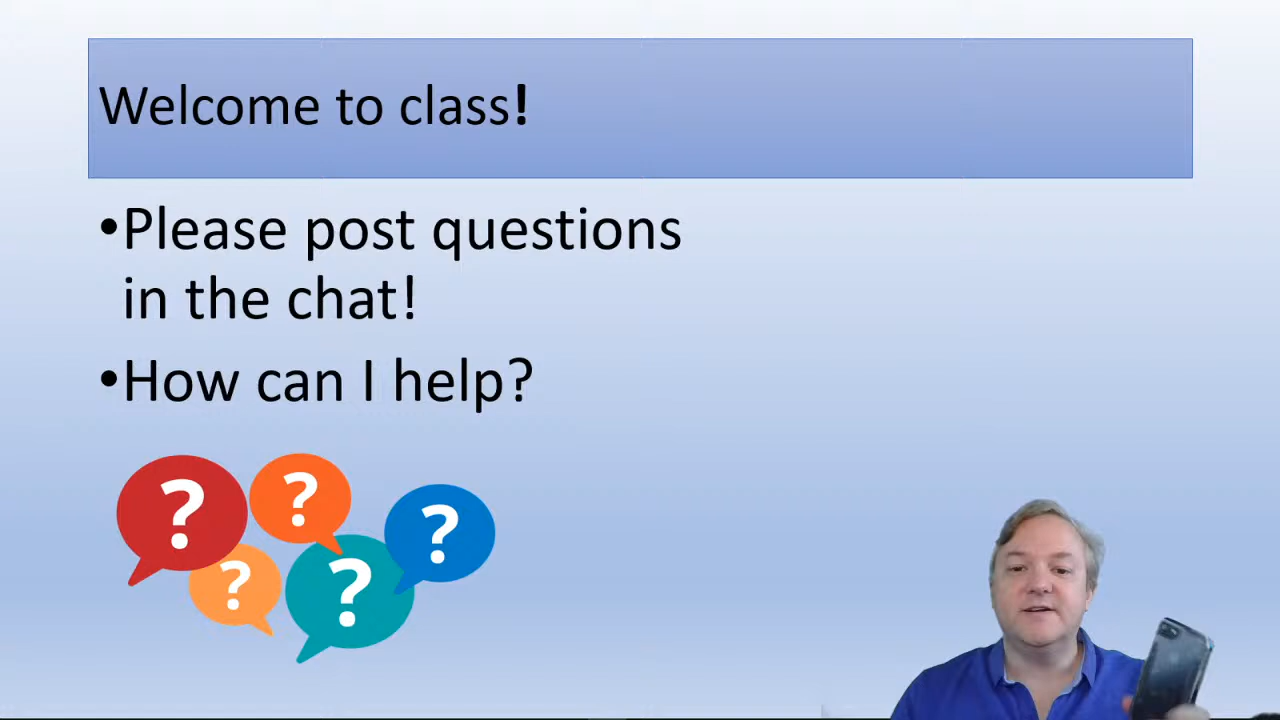 Welcome to class!
•Please post questions
in the chat!
•How can I help?
? ? ? ? ?